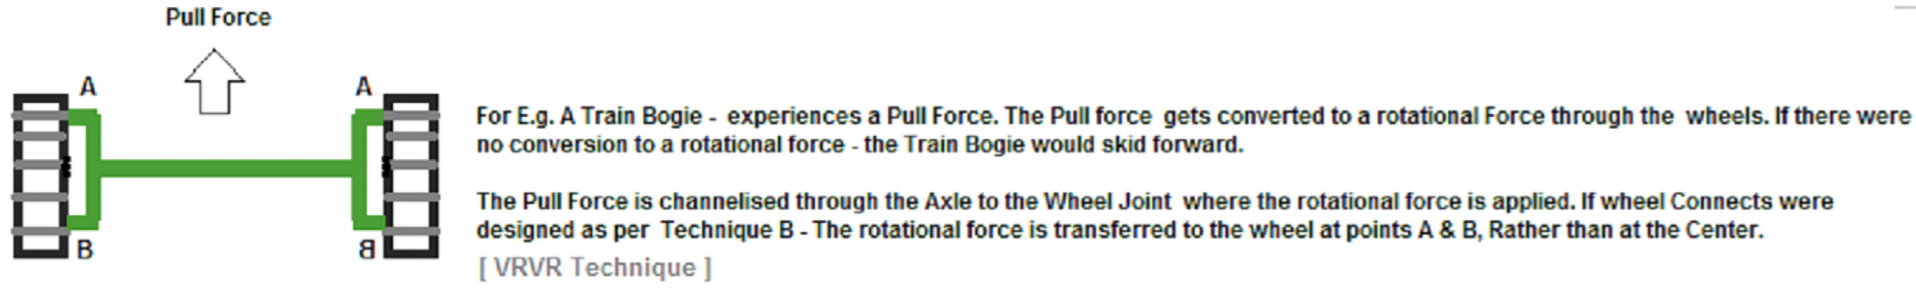 Pull Force
A
A
B
B
For E.g. A Train Bogie - experiences a Pull Force. The Pull force gets converted to a rotational Force through the wheels. If there were
no conversion to a rotational force - the Train Bogie would skid forward.
The Pull Force is channelised through the Axle to the Wheel Joint where the rotational force is applied. If wheel Connects were
designed as per Technique B - The rotational force is transferred to the wheel at points A & B, Rather than at the Center.
[ VRVR Technique ]